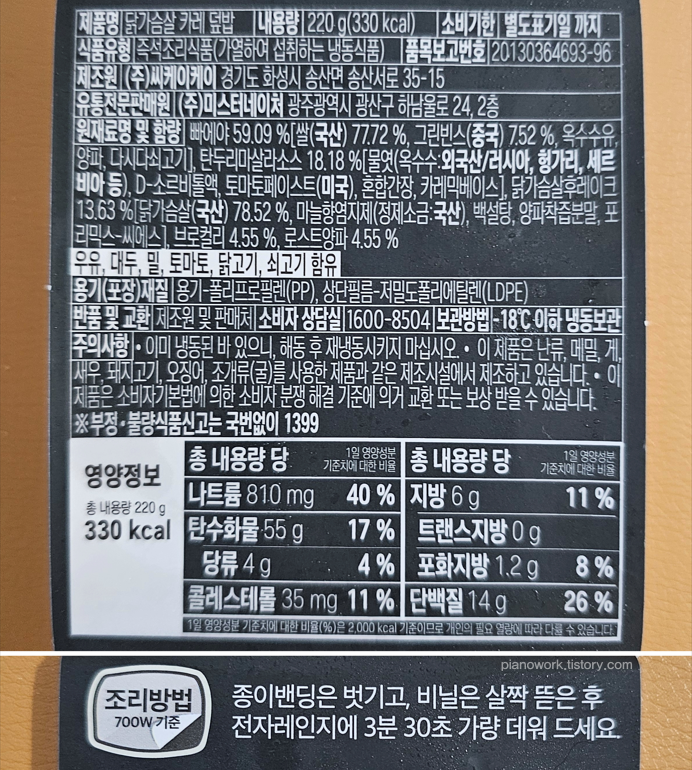 제품명 닭가슴살 카레 덮밥 내용량 220 g(330 kcal) 소비기한 별도표기일 까지
식품유형 즉석조리식품(가열하여 섭취하는 냉동식품) 품목보고번호 20130364693-96
제조원 (주)씨케이케이 경기도 화성시 송산면 송산서로 35-15
유통전문판매원 (주)미스터네이처 광주광역시 광산구 하남울로 24, 2층
원재료명 및 함량 빠에야 59.09 %[쌀(국산) 77.72 %, 그린빈스(중국) 7.52 %, 옥수수유,
양파, 다시다쇠고기], 탄두리마살라소스 18.18 %[물엿(옥수수:외국산/러시아, 헝가리, 세르
비아 등), D-소르비톨액, 토마토페이스트(미국), 혼합간장, 카레믹베이스], 닭가슴살후레이크
13.63 %[닭가슴살(국산) 78.52 %, 마늘향염지제(정제소금:국산), 백설탕, 양파착즙분말, 포
리믹스-씨에스], 브로컬리 4.55 %, 로스트양파 4.55 %
우유, 대두, 밀, 토마토, 닭고기, 쇠고기 함유
용기(포장)재질 용기-폴리프로필렌(PP), 상단필름-저밀도폴리에틸렌(LDPE)
반품 및 교환 제조원 및 판매처 소비자 상담실 1600-8504 보관방법 -18℃ 이하 냉동보관
주의사항 • 이미 냉동된 바 있으니, 해동 후 재냉동시키지 마십시오. • 이 제품은 난류, 메밀, 게,
새우, 돼지고기, 오징어, 조개류(굴)를 사용한 제품과 같은 제조시설에서 제조하고 있습니다. • 이
제품은 소비자기본법에 의한 소비자 분쟁 해결 기준에 의거 교환 또는 보상 받을 수 있습니다.
※부정·불량식품신고는 국번없이 1399
영양정보
총 내용량 220 g
330 kcal
총 내용량 당 1일 영양성분 기준치에 대한 비율 총 내용량 당 1일 영양성분 기준치에 대한 비율
나트륨 810 mg 40 % 지방 6 g 11 %
탄수화물 55 g 17 % 트랜스지방 0 g
당류 4 g 4 % 포화지방 1.2 g 8 %
콜레스테롤 35 mg 11 % 단백질 14 g 26 %
1일 영양성분 기준치에 대한 비율(%)은 2,000 kcal 기준이므로 개인의 필요 열량에 따라 다를 수 있습니다.
pianowork.tistory.com
조리방법
700W 기준
종이밴딩은 벗기고, 비닐은 살짝 뜯은 후
전자레인지에 3분 30초 가량 데워 드세요.